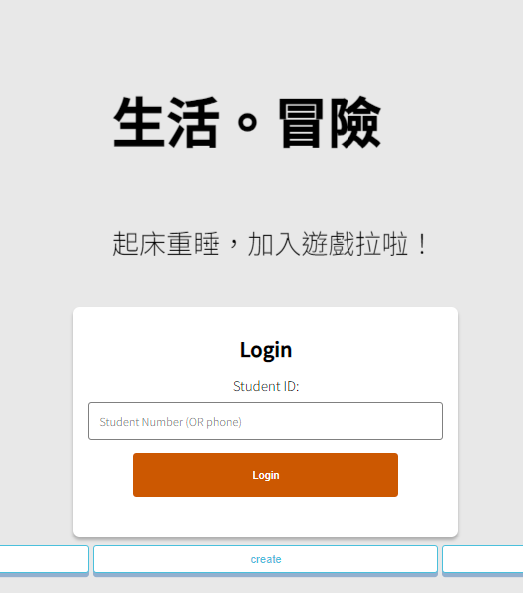 生活。冒險
起床重睡，加入遊戲拉啦！
Login
Student ID:
Student Number (OR phone)
Login
create